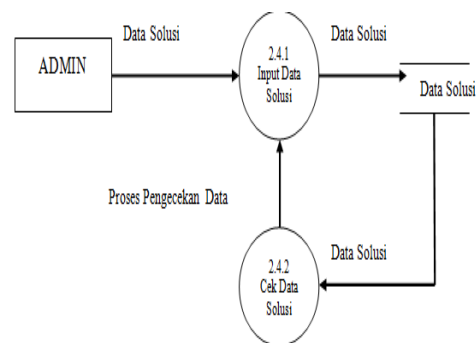 Data Solusi
Data Solusi
ADMIN
2.4.1
Input Data
Solusi
Data Solusi
Proses Pengecekan Data
Data Solusi
2.4.2
Cek Data
Solusi